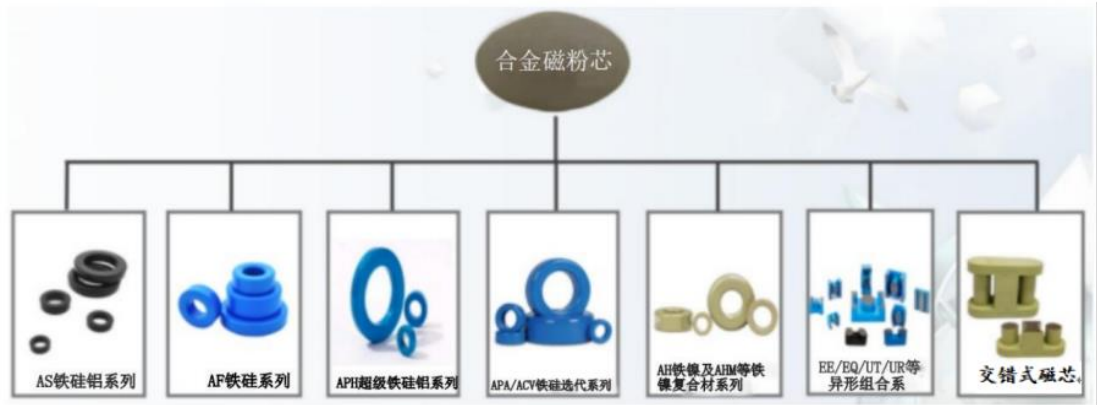 合金磁粉芯
AS铁硅铝系列
AF铁硅系列
APH超级铁硅铝系列
APA/ACV铁硅迭代系列
AH铁镍及AHM等铁
镍复合材系列
EE/EQ/UT/UR等
异形组合系
交错式磁芯